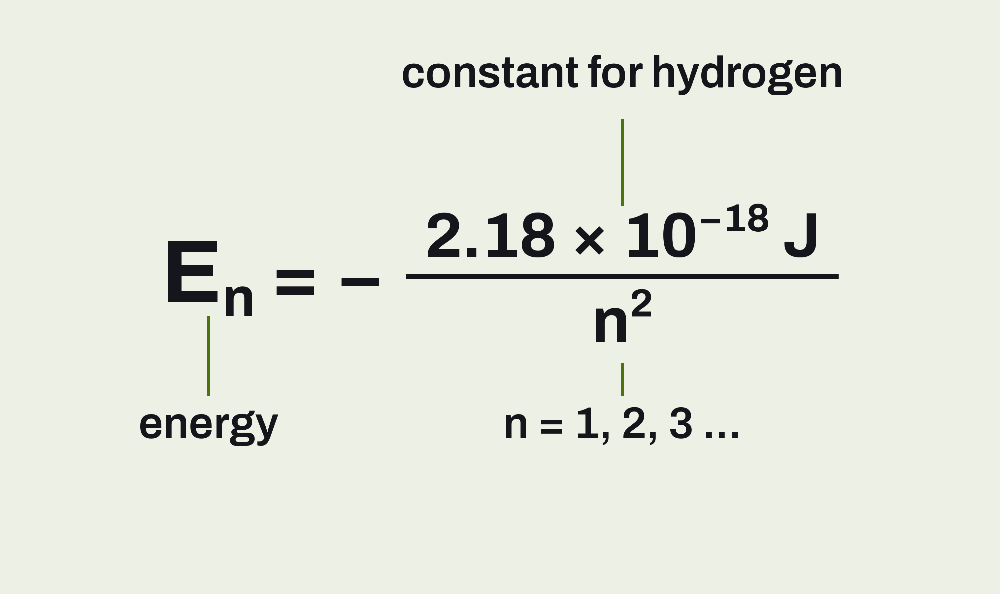 constant for hydrogen
Eₙ = − 2.18 × 10⁻¹⁸ J
n²
energy
n = 1, 2, 3 ...